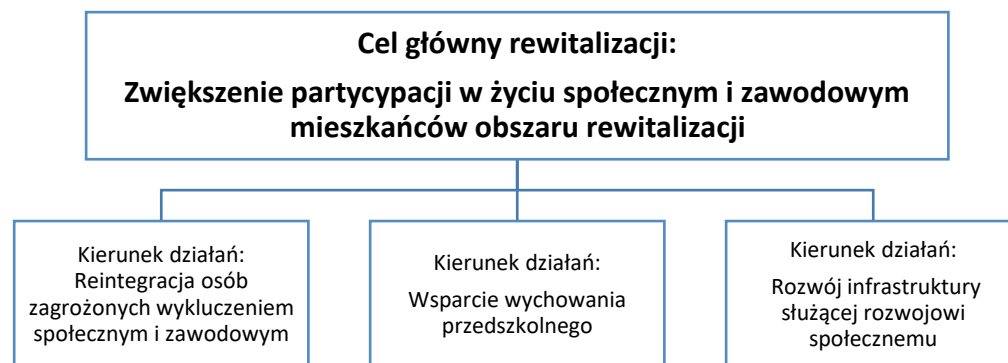 Cel główny rewitalizacji:
Zwiększenie partycypacji w życiu społecznym i zawodowym
mieszkańców obszaru rewitalizacji
Kierunek działań:
Reintegracja osób
zagrożonych wykluczeniem
społecznym i zawodowym
Kierunek działań:
Wsparcie wychowania
przedszkolnego
Kierunek działań:
Rozwój infrastruktury
służącej rozwojowi
społecznemu